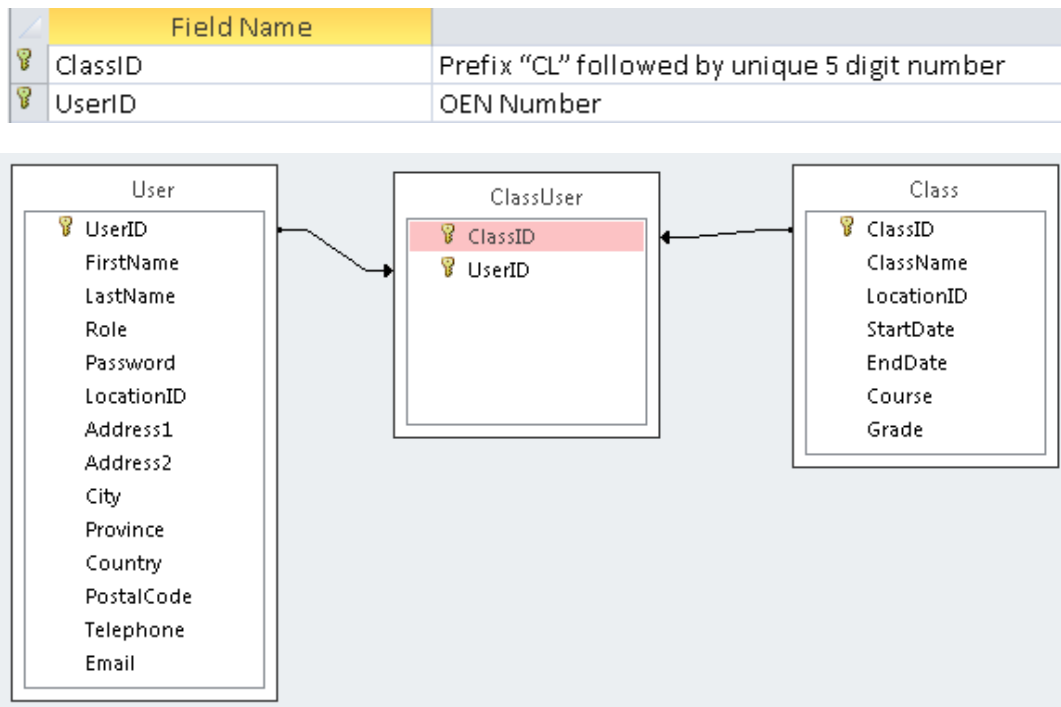 Field Name
ClassID Prefix “CL” followed by unique 5 digit number
UserID OEN Number
User
UserID
FirstName
LastName
Role
Password
LocationID
Address1
Address2
City
Province
Country
PostalCode
Telephone
Email
ClassUser
ClassID
UserID
Class
ClassID
ClassName
LocationID
StartDate
EndDate
Course
Grade